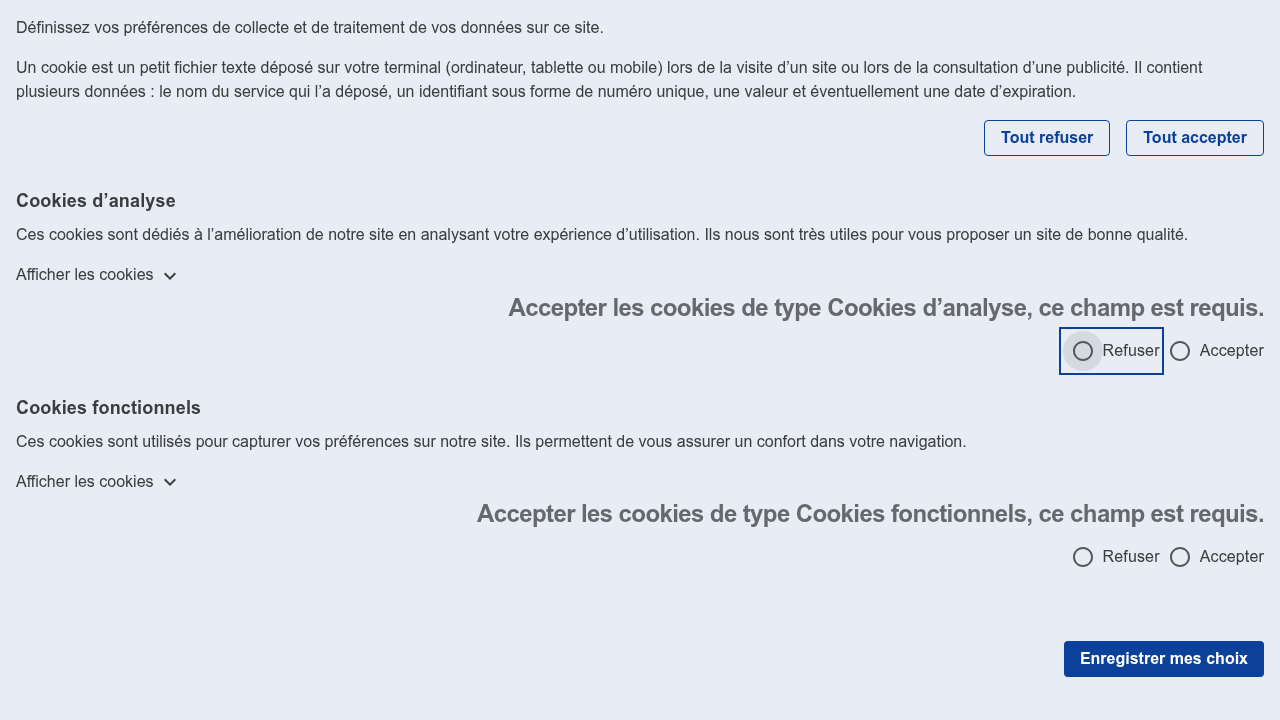 Définissez vos préférences de collecte et de traitement de vos données sur ce site.
Un cookie est un petit fichier texte déposé sur votre terminal (ordinateur, tablette ou mobile) lors de la visite d’un site ou lors de la consultation d’une publicité. Il contient
plusieurs données : le nom du service qui l’a déposé, un identifiant sous forme de numéro unique, une valeur et éventuellement une date d’expiration.
Tout refuser Tout accepter
Cookies d’analyse
Ces cookies sont dédiés à l’amélioration de notre site en analysant votre expérience d’utilisation. Ils nous sont très utiles pour vous proposer un site de bonne qualité.
Afficher les cookies
Accepter les cookies de type Cookies d’analyse, ce champ est requis.
Refuser Accepter
Cookies fonctionnels
Ces cookies sont utilisés pour capturer vos préférences sur notre site. Ils permettent de vous assurer un confort dans votre navigation.
Afficher les cookies
Accepter les cookies de type Cookies fonctionnels, ce champ est requis.
Refuser Accepter
Enregistrer mes choix